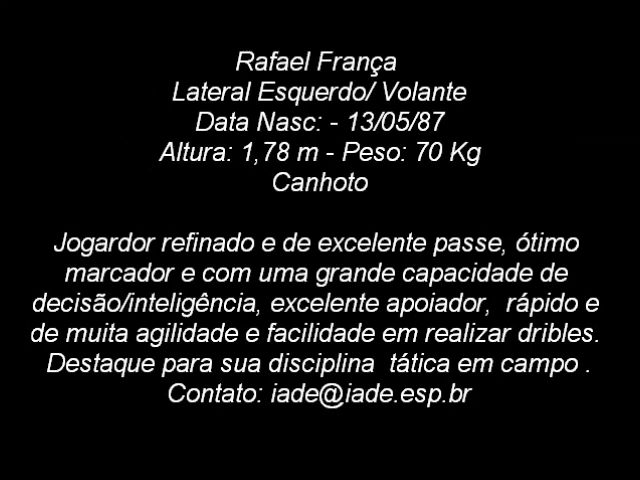 Rafael França
Lateral Esquerdo/ Volante
Data Nasc: - 13/05/87
Altura: 1,78 m - Peso: 70 Kg
Canhoto
Jogardor refinado e de excelente passe, ótimo
marcador e com uma grande capacidade de
decisão/inteligência, excelente apoiador,  rápido e
de muita agilidade e facilidade em realizar dribles.
Destaque para sua disciplina  tática em campo .
Contato: iade@iade.esp.br